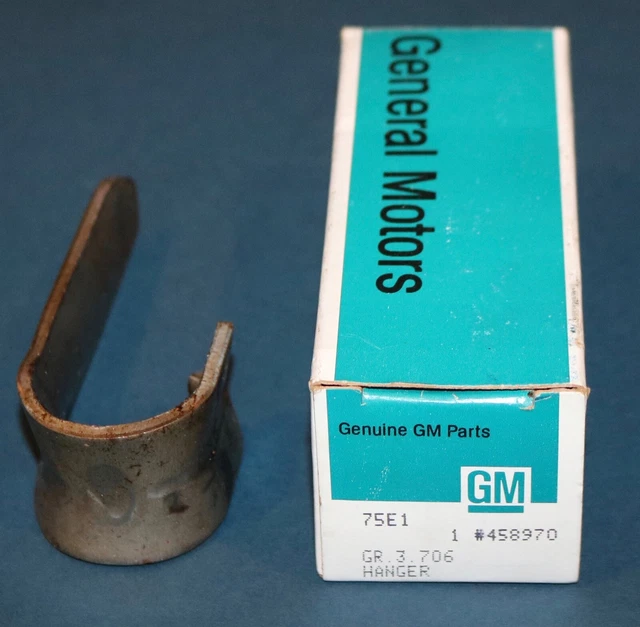 General Motors
Genuine GM Parts
GM
75E1
1 #458970
GR.3.706
HANGER